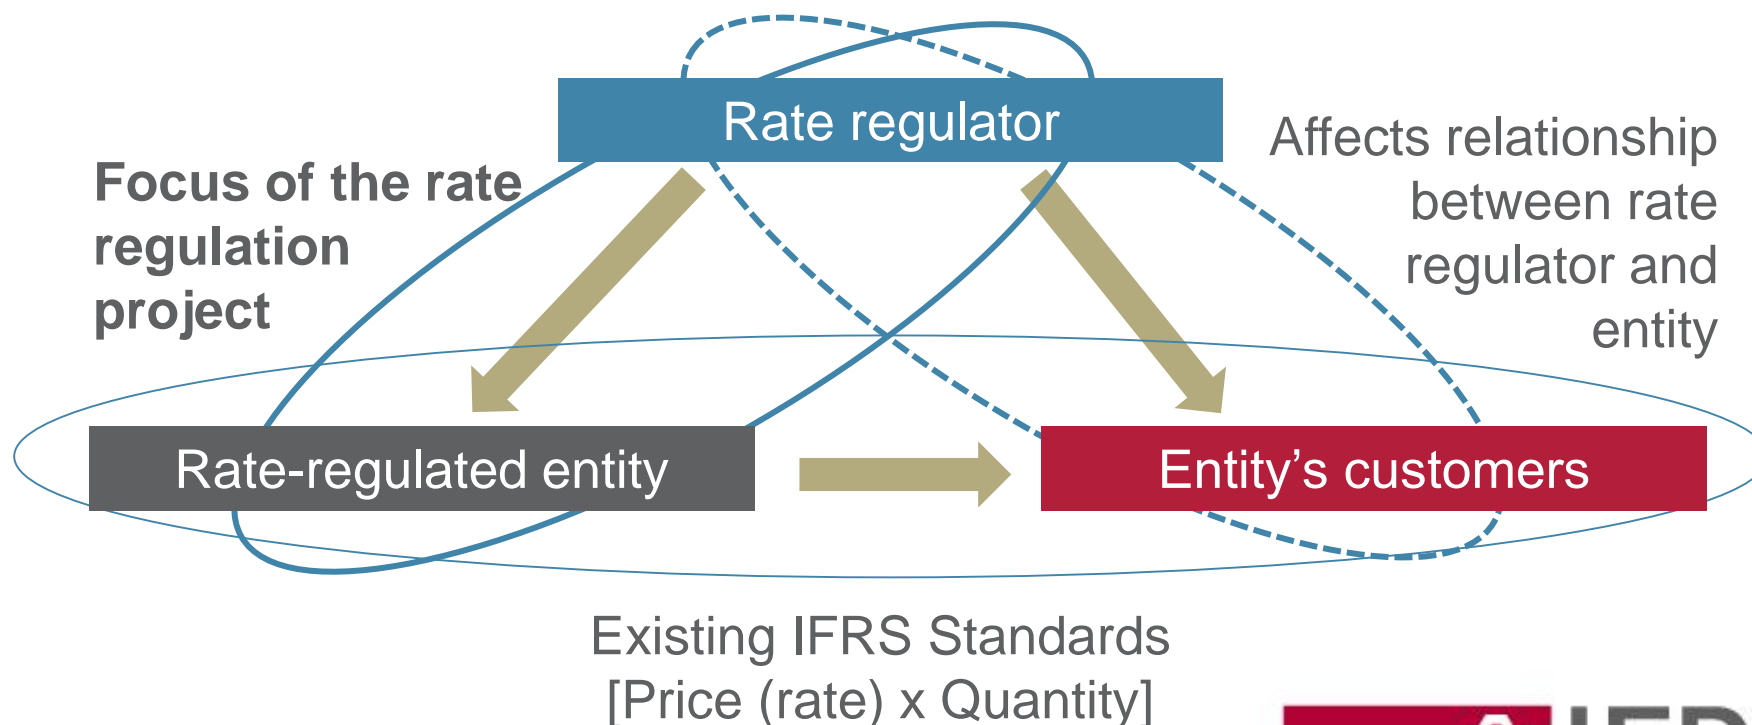 Rate regulator
Focus of the rate
regulation
project
Affects relationship
between rate
regulator and
entity
Rate-regulated entity
Entity’s customers
Existing IFRS Standards
[Price (rate) x Quantity]